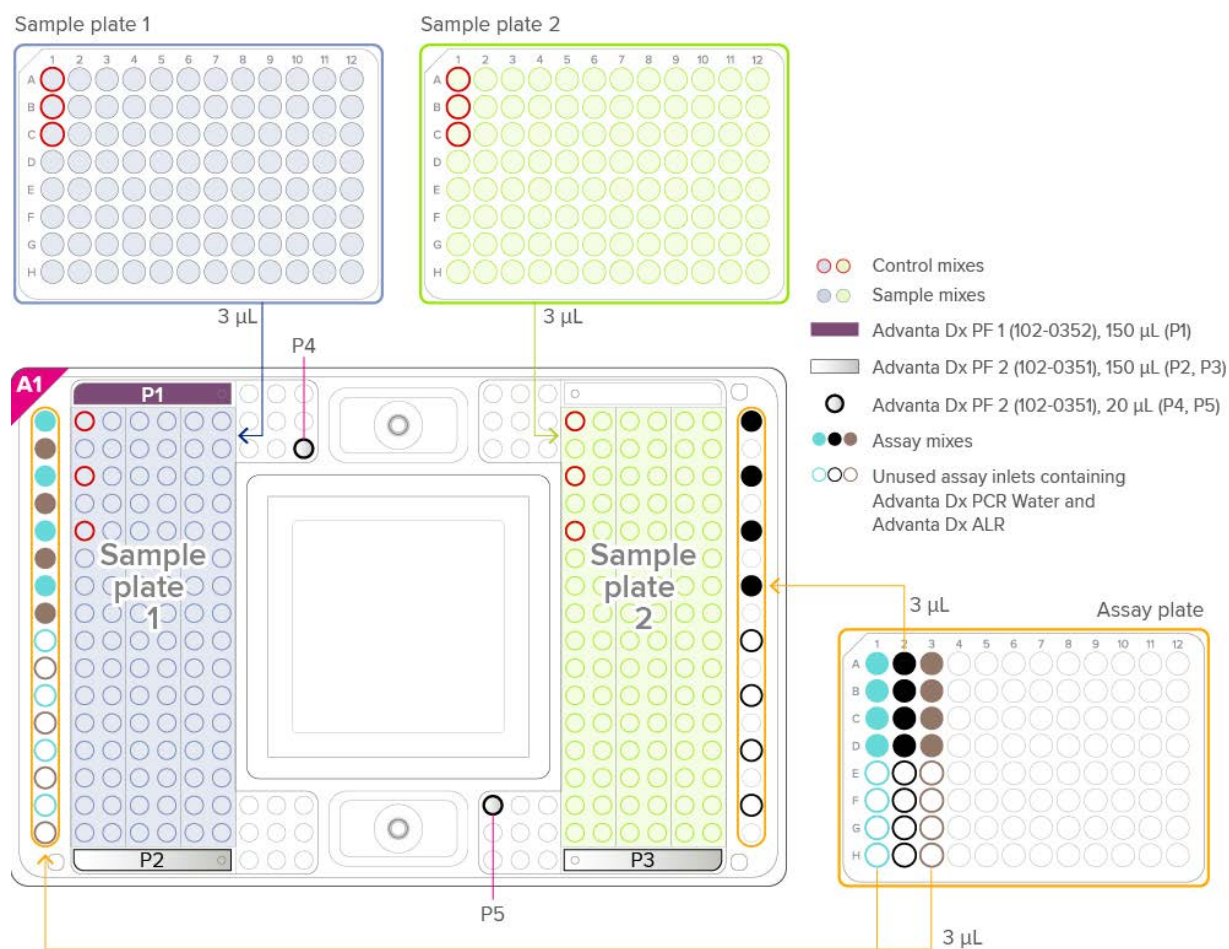 Sample plate 1
Sample plate 2
1 2 3 4 5 6 7 8 9 10 11 12
A
B
C
D
E
F
G
H
1 2 3 4 5 6 7 8 9 10 11 12
A
B
C
D
E
F
G
H
3 µL
3 µL
Control mixes
Sample mixes
Advanta Dx PF 1 (102-0352), 150 µL (P1)
Advanta Dx PF 2 (102-0351), 150 µL (P2, P3)
Advanta Dx PF 2 (102-0351), 20 µL (P4, P5)
Assay mixes
Unused assay inlets containing
Advanta Dx PCR Water and
Advanta Dx ALR
P4
A1
P1
Sample
plate
1
Sample
plate
2
P2
P3
P5
3 µL
Assay plate
1 2 3 4 5 6 7 8 9 10 11 12
A
B
C
D
E
F
G
H
3 µL